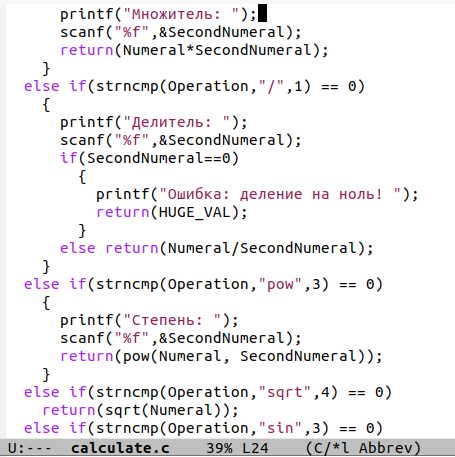 printf("Множитель: ");
scanf("%f",&SecondNumeral);
return(Numeral*SecondNumeral);
}
else if(strncmp(Operation,"/",1) == 0)
{
printf("Делитель: ");
scanf("%f",&SecondNumeral);
if(SecondNumeral==0)
{
printf("Ошибка: деление на ноль! ");
return(HUGE_VAL);
}
else return(Numeral/SecondNumeral);
}
else if(strncmp(Operation,"pow",3) == 0)
{
printf("Степень: ");
scanf("%f",&SecondNumeral);
return(pow(Numeral, SecondNumeral));
}
else if(strncmp(Operation,"sqrt",4) == 0)
return(sqrt(Numeral));
else if(strncmp(Operation,"sin",3) == 0)
U:--- calculate.c 39% L24 (C/*l Abbrev)